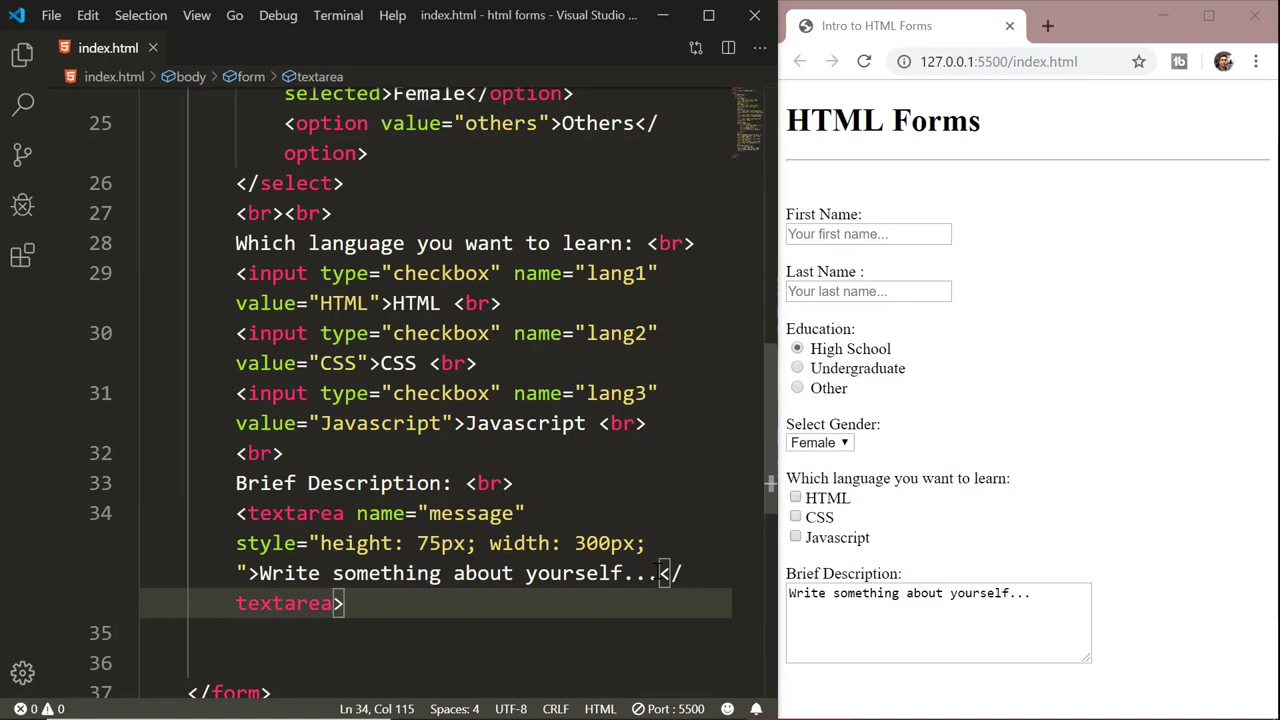 File Edit Selection View Go Debug Terminal Help index.html - html forms - Visual Studio ...
index.html
index.html body form textarea
selected>Female</option>
25 <option value="others">Others</
option>
26 </select>
27 <br><br>
28 Which language you want to learn: <br>
29 <input type="checkbox" name="lang1"
value="HTML">HTML <br>
30 <input type="checkbox" name="lang2"
value="CSS">CSS <br>
31 <input type="checkbox" name="lang3"
value="Javascript">Javascript <br>
32 <br>
33 Brief Description: <br>
34 <textarea name="message"
style="height: 75px; width: 300px;
">Write something about yourself...</
textarea>
35
36
37 </form>
0 0 Ln 34, Col 115 Spaces: 4 UTF-8 CRLF HTML Port : 5500
Intro to HTML Forms
127.0.0.1:5500/index.html
HTML Forms
First Name:
Your first name...
Last Name :
Your last name...
Education:
High School
Undergraduate
Other
Select Gender:
Female
Which language you want to learn:
HTML
CSS
Javascript
Brief Description:
Write something about yourself...